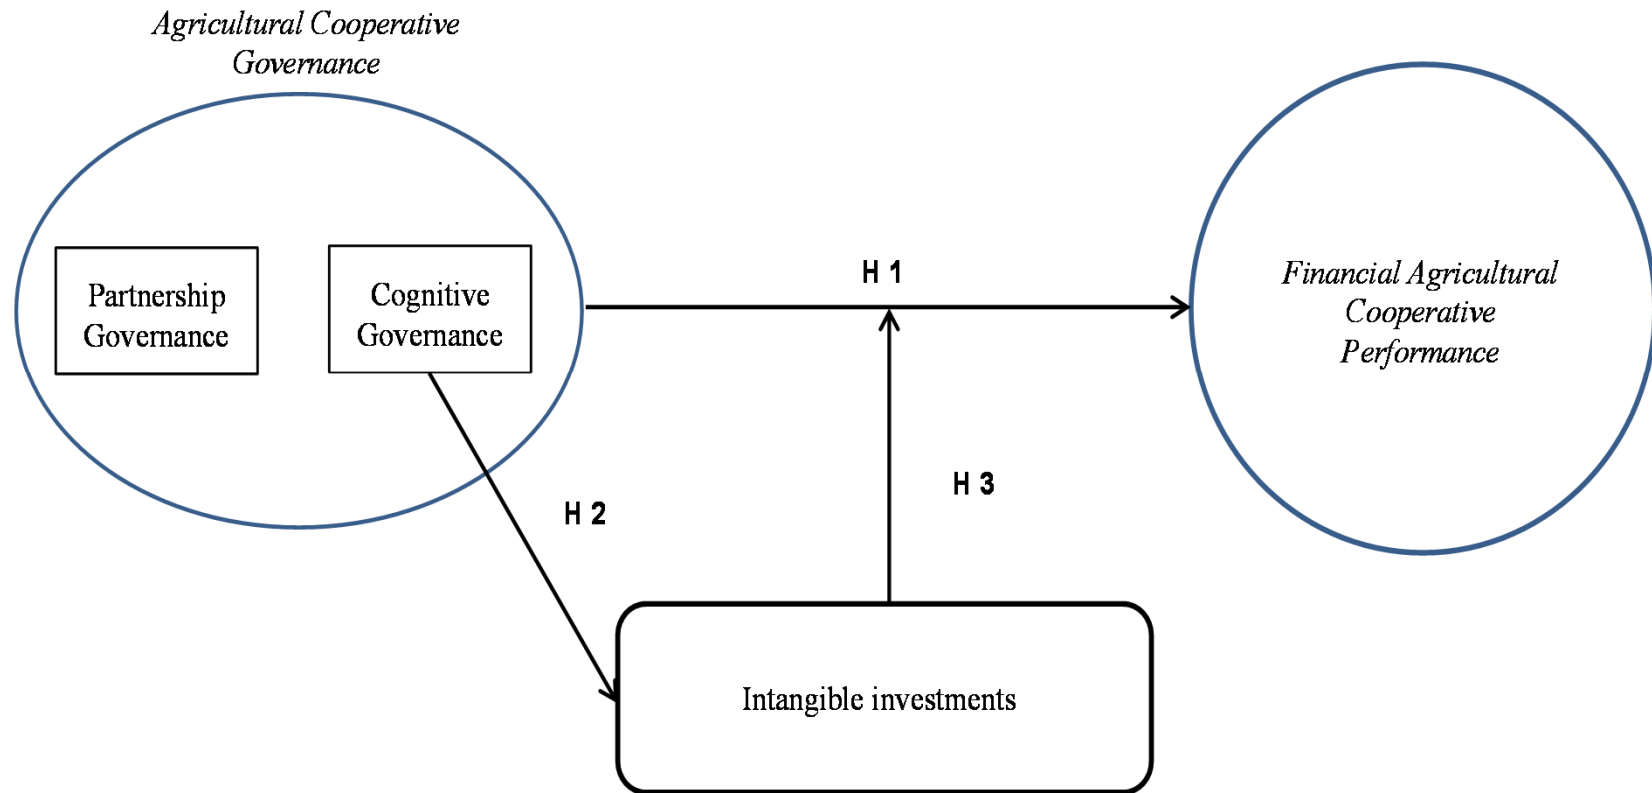 Agricultural Cooperative
Governance
Partnership
Governance
Cognitive
Governance
H 1
Financial Agricultural
Cooperative
Performance
H 2
H 3
Intangible investments